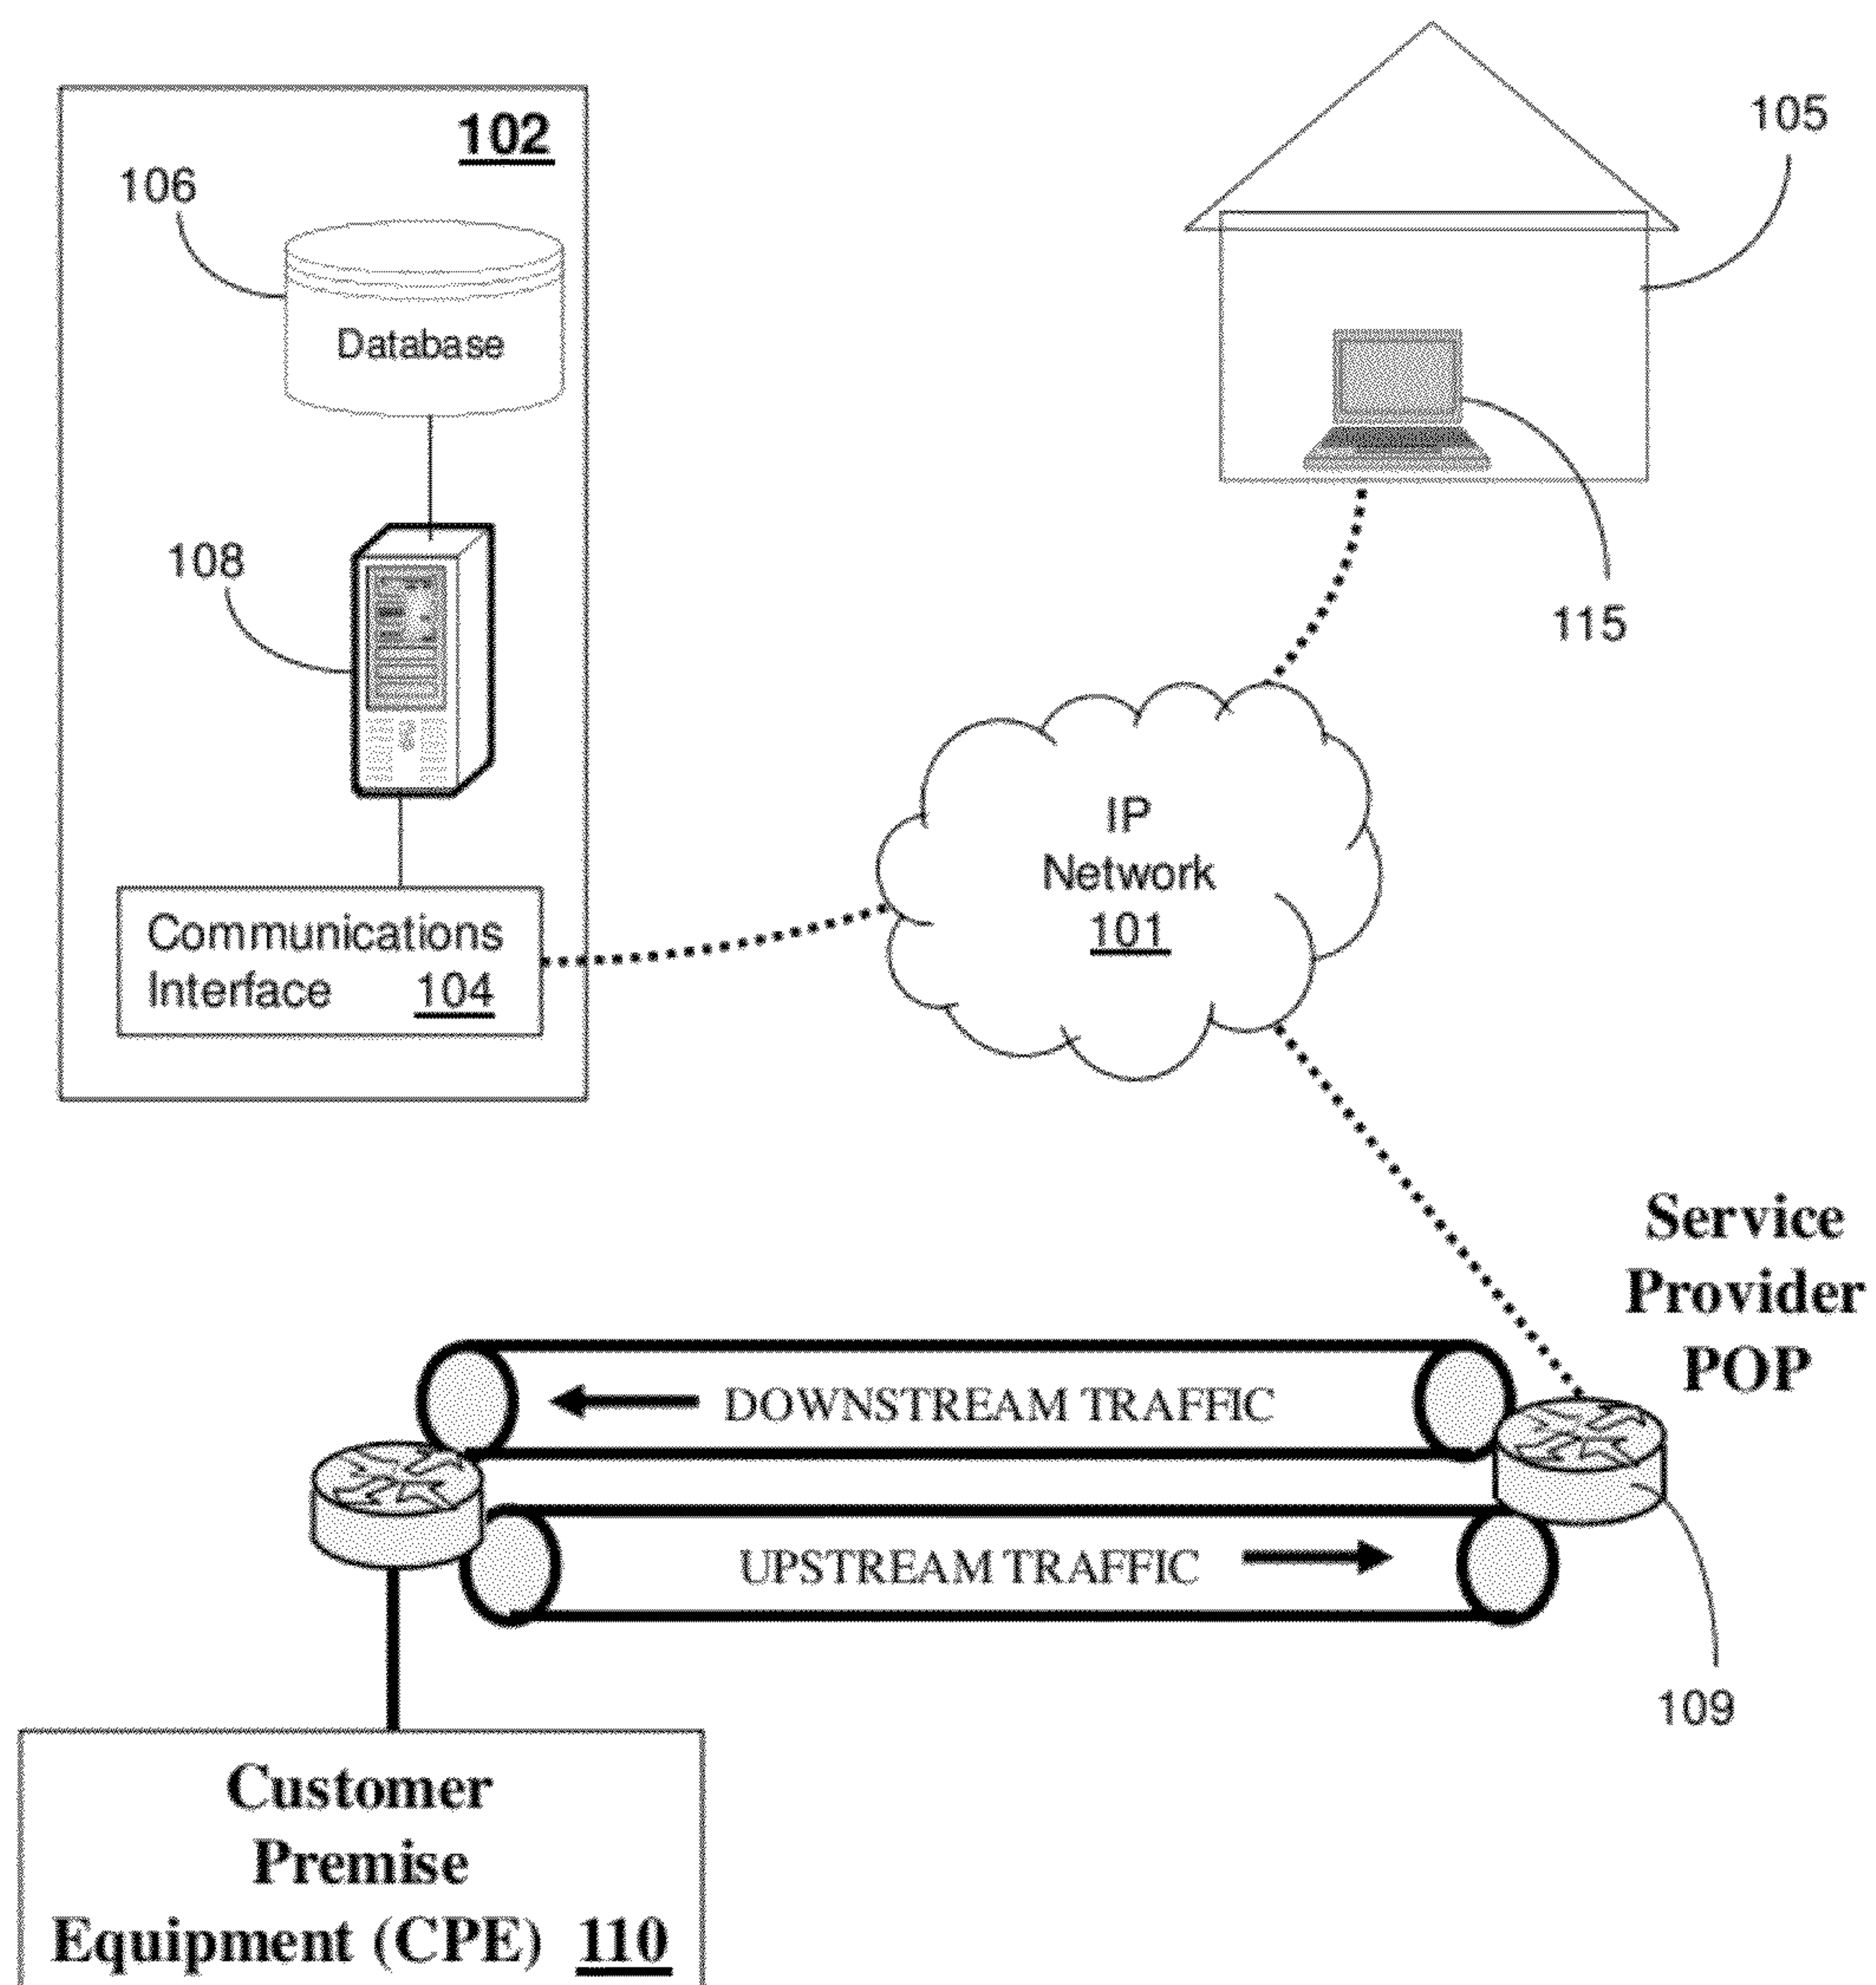 102
106
Database
108
Communications
Interface 104
105
115
IP
Network
101
Service
Provider
POP
DOWNSTREAM TRAFFIC
UPSTREAM TRAFFIC
109
Customer
Premise
Equipment (CPE) 110